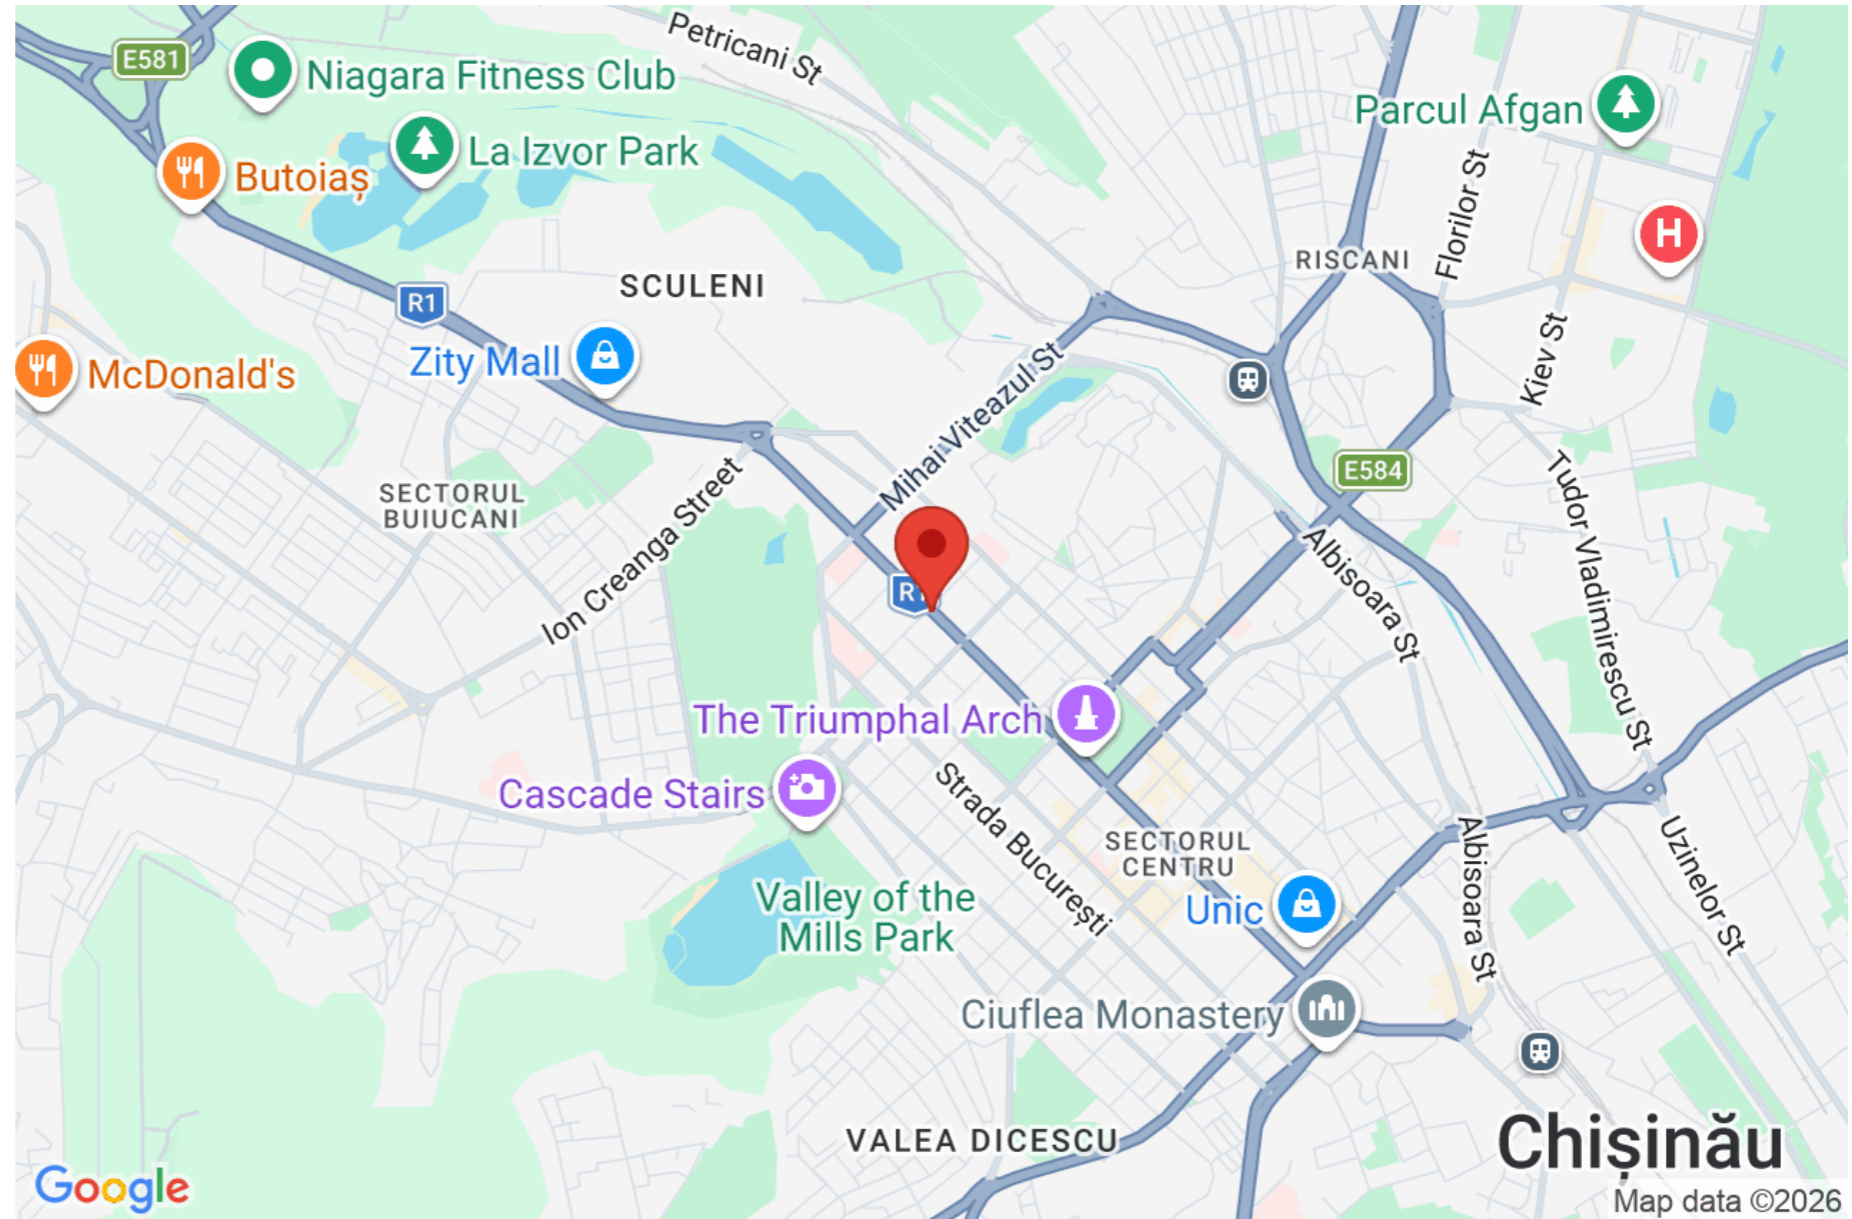 Petricani St
E581
Niagara Fitness Club
Parcul Afgan
La Izvor Park
Butoiaș
Florilor St
H
RISCANI
SCULENI
R1
Zity Mall
McDonald's
Mihai Viteazul St
Kiev St
E584
SECTORUL
BUIUCANI
Ion Creanga Street
Tudor Vladimirescu St
Albisoara St
R1
The Triumphal Arch
Cascade Stairs
Strada București
SECTORUL
CENTRU
Albisoara St
Uzinelor St
Valley of the
Mills Park
Unic
Ciuflea Monastery
VALEA DICESCU
Chișinău
Google
Map data ©2026